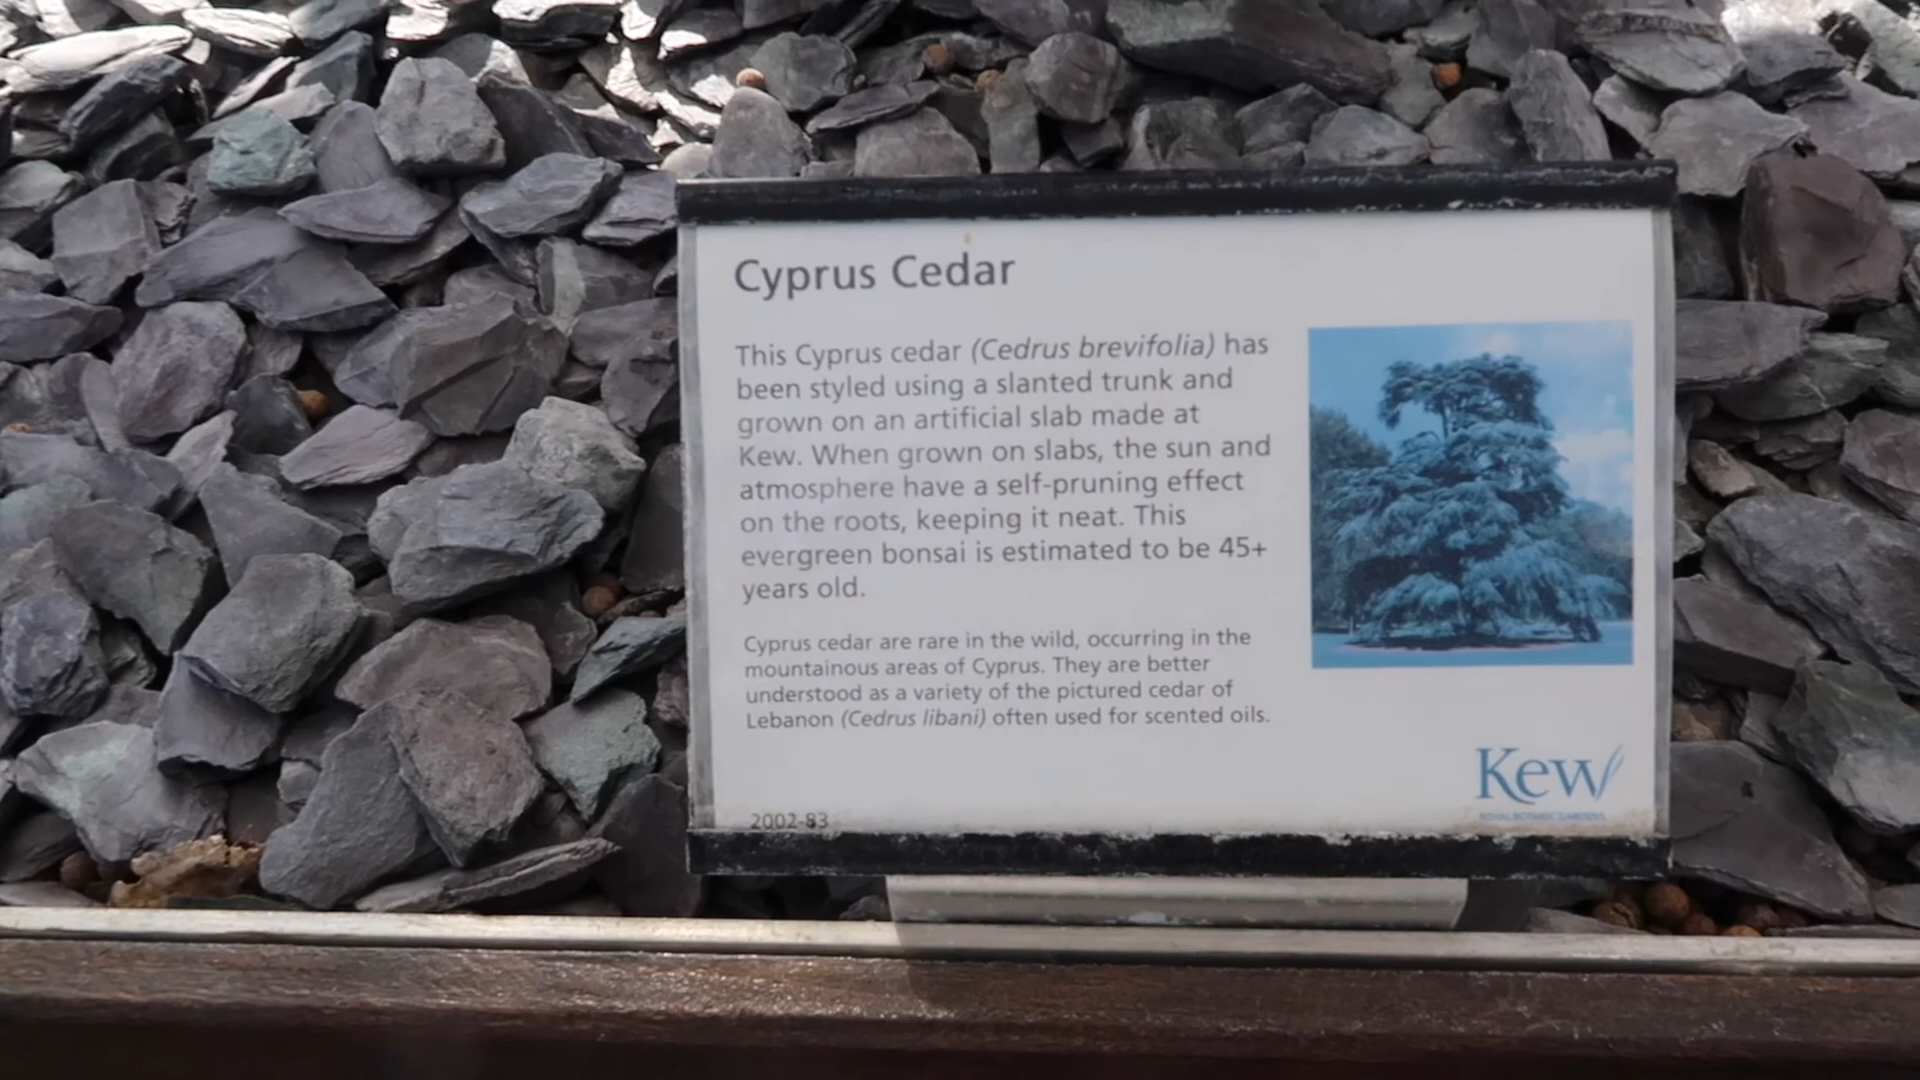 Cyprus Cedar
This Cyprus cedar (Cedrus brevifolia) has
been styled using a slanted trunk and
grown on an artificial slab made at
Kew. When grown on slabs, the sun and
atmosphere have a self-pruning effect
on the roots, keeping it neat. This
evergreen bonsai is estimated to be 45+
years old.
Cyprus cedar are rare in the wild, occurring in the
mountainous areas of Cyprus. They are better
understood as a variety of the pictured cedar of
Lebanon (Cedrus libani) often used for scented oils.
Kew
ROYAL BOTANIC GARDENS
2002-83